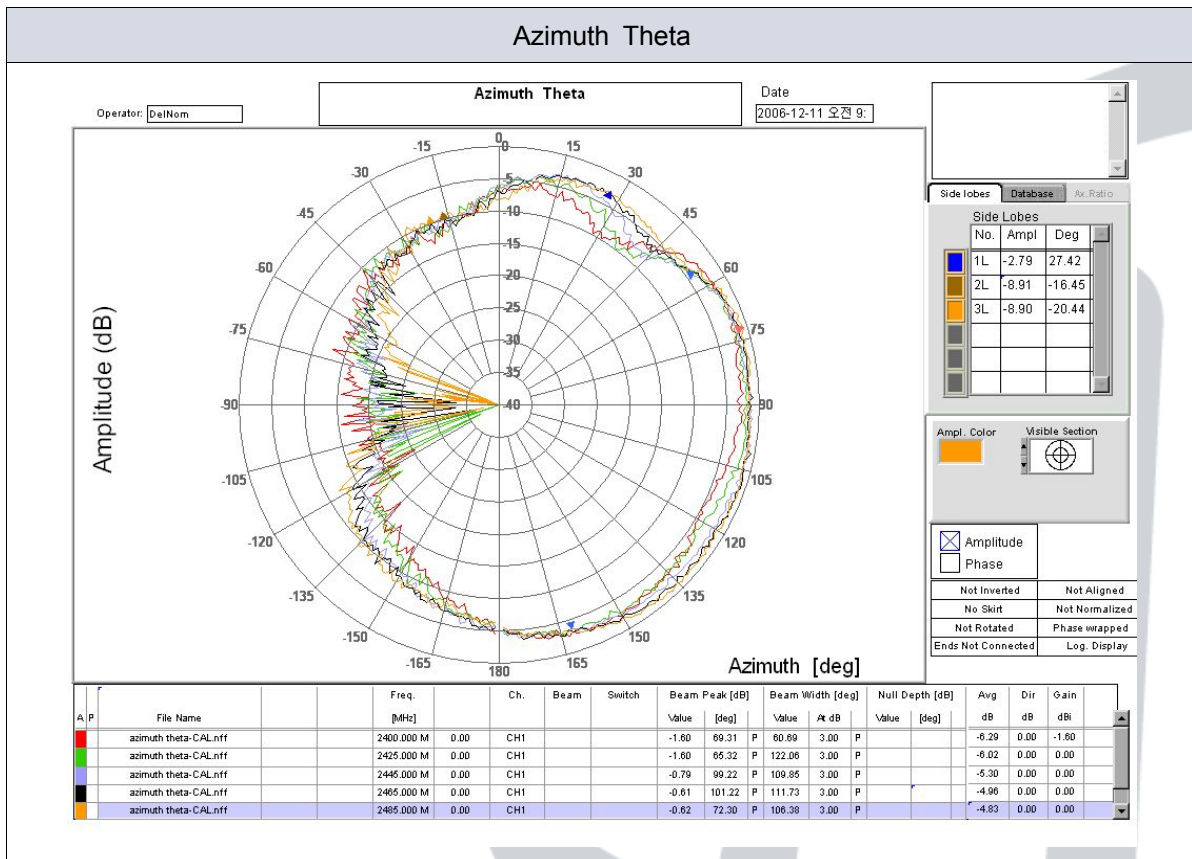 Azimuth Theta
Operator: DelNom
Azimuth Theta
Date
2006-12-11 오전 9:
0
-15
15
-30
30
-45
45
-60
60
-75
75
-90
90
-105
105
-120
120
-135
135
-150
150
-165
165
180
0
-5
-10
-15
-20
-25
-30
-35
-40
Amplitude (dB)
Azimuth [deg]
Side lobes Database Ax.Ratio
Side Lobes
No. Ampl Deg
1L -2.79 27.42
2L -8.91 -16.45
3L -8.90 -20.44
Ampl. Color Visible Section
Amplitude
Phase
Not Inverted Not Aligned
No Skirt Not Normalized
Not Rotated Phase wrapped
Ends Not Connected Log. Display
Freq. Ch. Beam Switch Beam Peak [dB] Beam Width [deg] Null Depth [dB] Avg Dir Gain
A P File Name [MHz] Value [deg] Value At dB Value [deg] dB dB dBi
azimuth theta-CAL.nff 2400.000 M 0.00 CH1 -1.60 69.31 P 60.69 3.00 P -6.29 0.00 -1.60
azimuth theta-CAL.nff 2425.000 M 0.00 CH1 -1.60 65.32 P 122.06 3.00 P -6.02 0.00 0.00
azimuth theta-CAL.nff 2445.000 M 0.00 CH1 -0.79 99.22 P 109.85 3.00 P -5.30 0.00 0.00
azimuth theta-CAL.nff 2465.000 M 0.00 CH1 -0.61 101.22 P 111.73 3.00 P -4.96 0.00 0.00
azimuth theta-CAL.nff 2485.000 M 0.00 CH1 -0.62 72.30 P 106.38 3.00 P -4.83 0.00 0.00